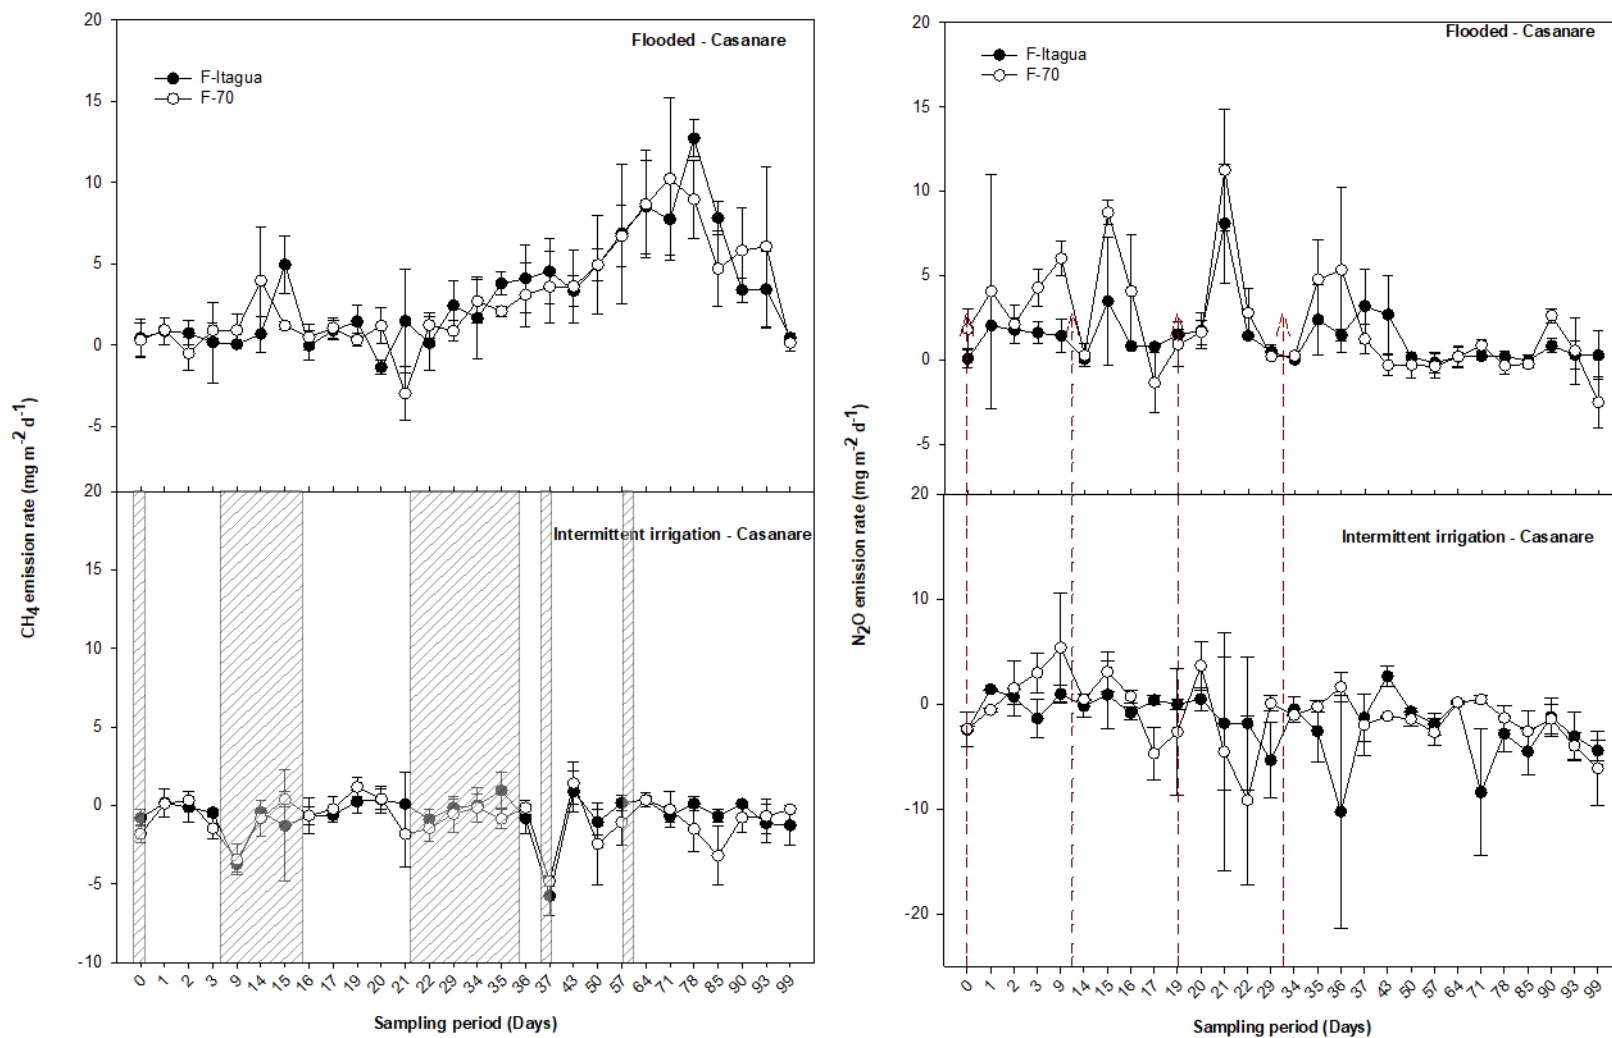 20
Flooded - Casanare
F-Itagua
F-70
15
10
5
0
-5
20
Intermittent irrigation - Casanare
15
10
5
0
-5
-10
0 1 2 3 9 14 15 16 17 19 20 21 22 29 34 35 36 37 43 50 57 64 71 78 85 90 93 99
Sampling period (Days)
CH4 emission rate (mg m-2 d-1)
20
Flooded - Casanare
F-Itagua
F-70
15
10
5
0
-5
20
Intermittent irrigation - Casanare
10
0
-10
-20
0 1 2 3 9 14 15 16 17 19 20 21 22 29 34 35 36 37 43 50 57 64 71 78 85 90 93 99
Sampling period (Days)
N2O emission rate (mg m-2 d-1)